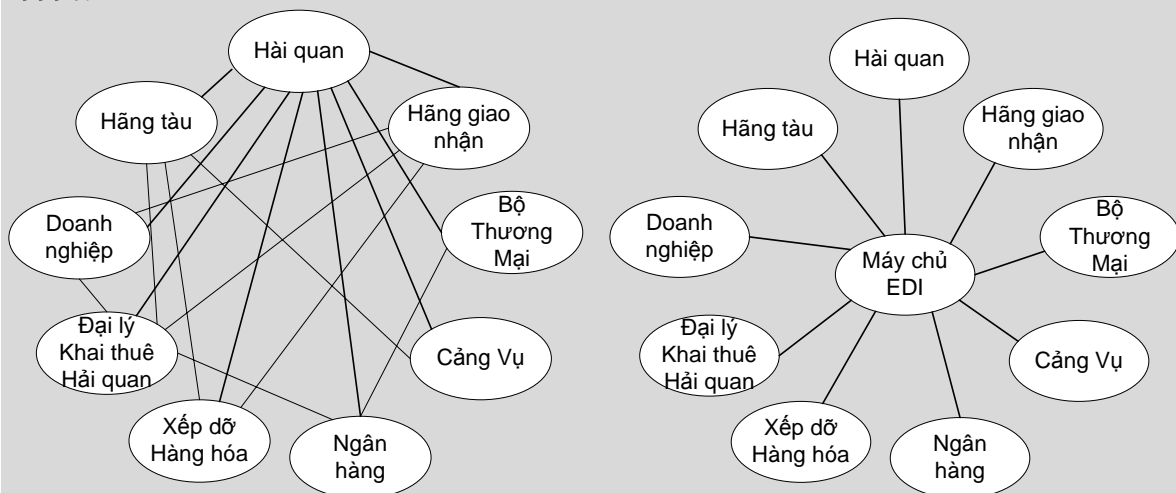 Hài quan
Hãng tàu
Hãng giao
nhận
Doanh
nghiệp
Bộ
Thương
Mại
Đại lý
Khai thuê
Hải quan
Cảng Vụ
Xếp dỡ
Hàng hóa
Ngân
hàng
Hài quan
Hãng tàu
Hãng giao
nhận
Doanh
nghiệp
Bộ
Thương
Mại
Máy chủ
EDI
Đại lý
Khai thuê
Hải quan
Cảng Vụ
Xếp dỡ
Hàng hóa
Ngân
hàng